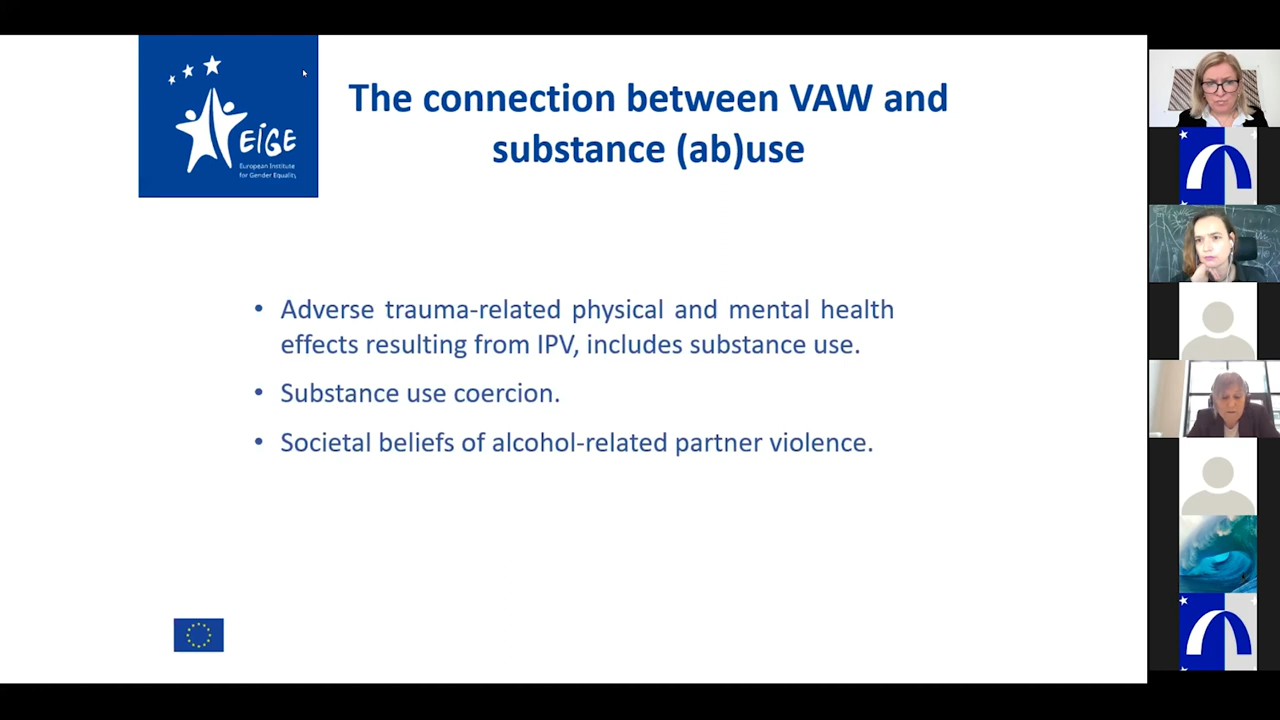 EIGE
European Institute
for Gender Equality
The connection between VAW and
substance (ab)use
• Adverse trauma-related physical and mental health
effects resulting from IPV, includes substance use.
• Substance use coercion.
• Societal beliefs of alcohol-related partner violence.